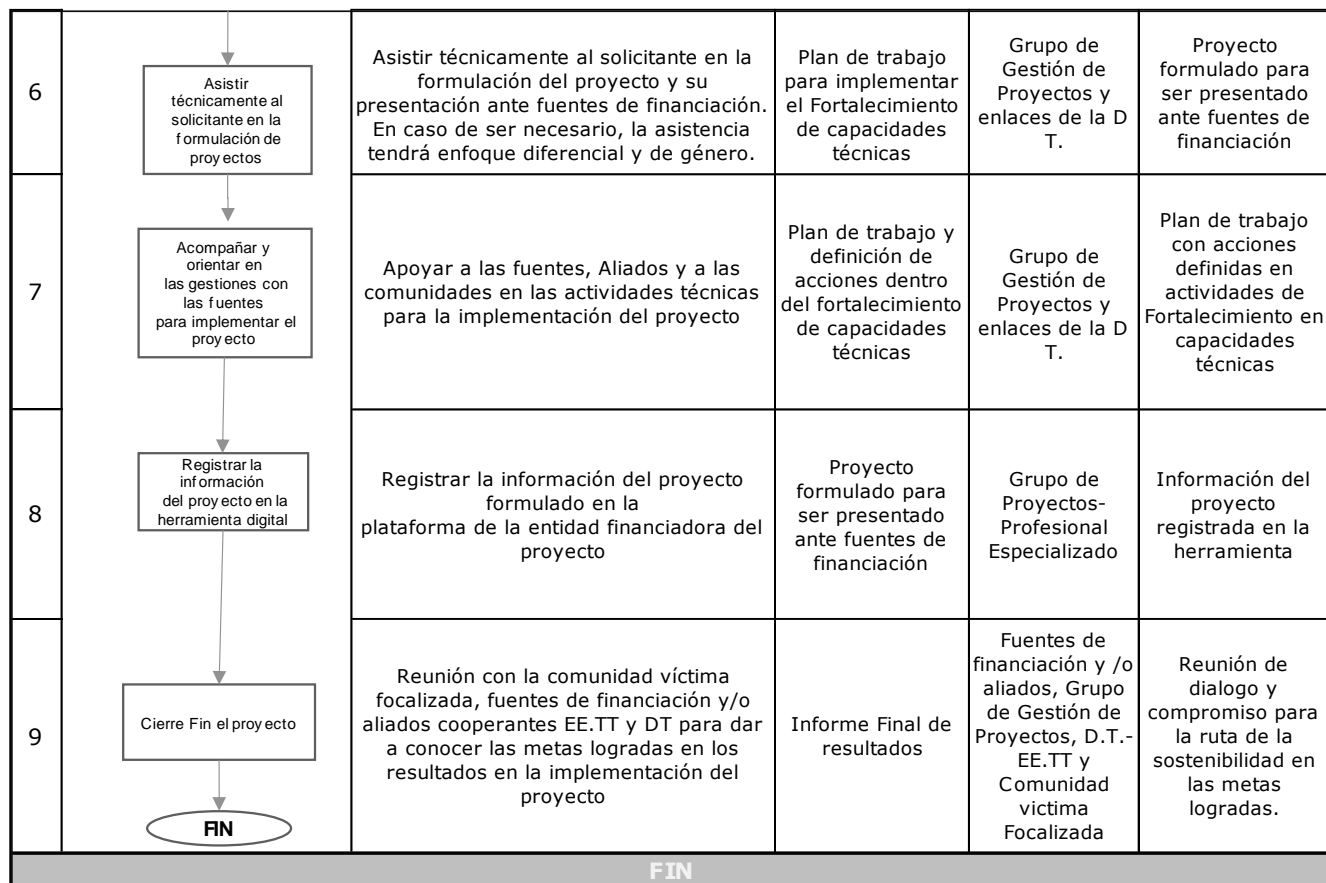 6
Asistir
técnicamente al
solicitante en la
formulación de
proyectos
Asistir técnicamente al solicitante en la
formulación del proyecto y su
presentación ante fuentes de financiación.
En caso de ser necesario, la asistencia
tendrá enfoque diferencial y de género.
Plan de trabajo
para implementar
el Fortalecimiento
de capacidades
técnicas
Grupo de
Gestión de
Proyectos y
enlaces de la D
T.
Proyecto
formulado para
ser presentado
ante fuentes de
financiación
7
Acompañar y
orientar en
las gestiones con
las fuentes
para implementar el
proyecto
Apoyar a las fuentes, Aliados y a las
comunidades en las actividades técnicas
para la implementación del proyecto
Plan de trabajo y
definición de
acciones dentro
del fortalecimiento
de capacidades
técnicas
Grupo de
Gestión de
Proyectos y
enlaces de la D
T.
Plan de trabajo
con acciones
definidas en
actividades de
Fortalecimiento en
capacidades
técnicas
8
Registrar la
información
del proyecto en la
herramienta digital
Registrar la información del proyecto
formulado en la
plataforma de la entidad financiadora del
proyecto
Proyecto
formulado para
ser presentado
ante fuentes de
financiación
Grupo de
Proyectos-
Profesional
Especializado
Información del
proyecto
registrada en la
herramienta
9
Cierre Fin el proyecto
FIN
Reunión con la comunidad víctima
focalizada, fuentes de financiación y/o
aliados cooperantes EE.TT y DT para dar
a conocer las metas logradas en los
resultados en la implementación del
proyecto
Informe Final de
resultados
Fuentes de
financiación y /o
aliados, Grupo
de Gestión de
Proyectos, D.T.-
EE.TT y
Comunidad
victima
Focalizada
Reunión de
dialogo y
compromiso para
la ruta de la
sostenibilidad en
las metas
logradas.
FIN